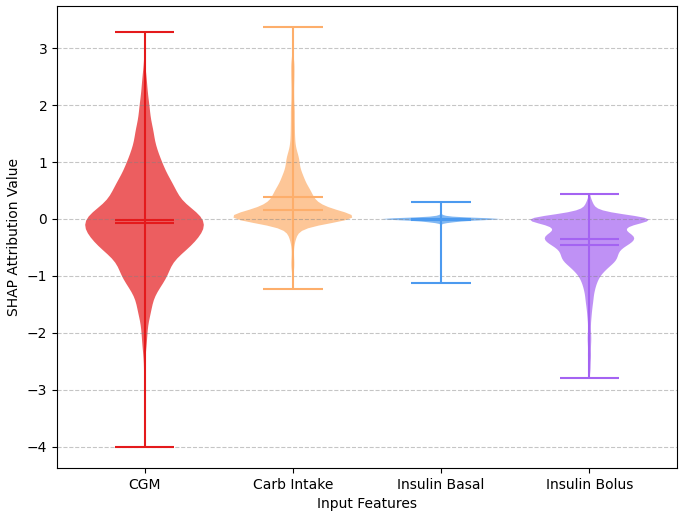 SHAP Attribution Value
3
2
1
0
−1
−2
−3
−4
CGM
Carb Intake
Insulin Basal
Insulin Bolus
Input Features